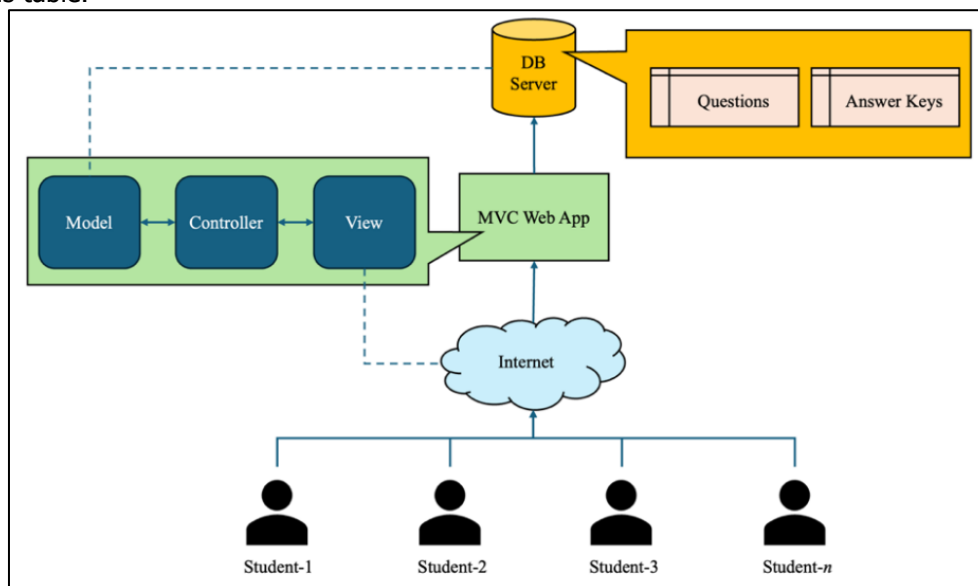 DB
Server
Questions
Answer Keys
Model
Controller
View
MVC Web App
Internet
Student-1
Student-2
Student-3
Student-n